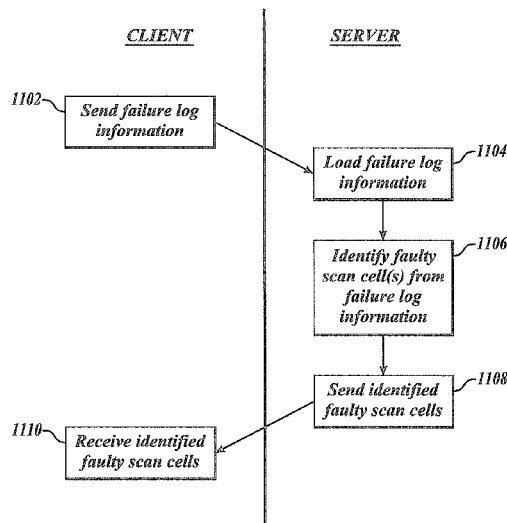 CLIENT
SERVER
1102
Send failure log
information
Load failure log
information
1104
Identify faulty
scan cell(s) from
failure log
information
1106
Send identified
faulty scan cells
1108
1110
Receive identified
faulty scan cells